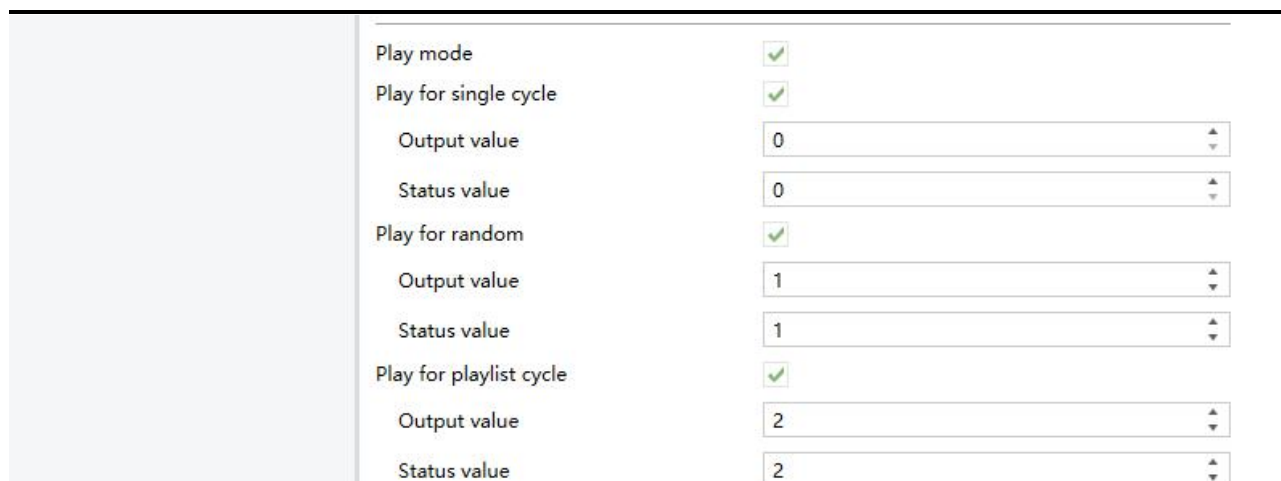 Play mode
Play for single cycle
Output value 0
Status value 0
Play for random
Output value 1
Status value 1
Play for playlist cycle
Output value 2
Status value 2